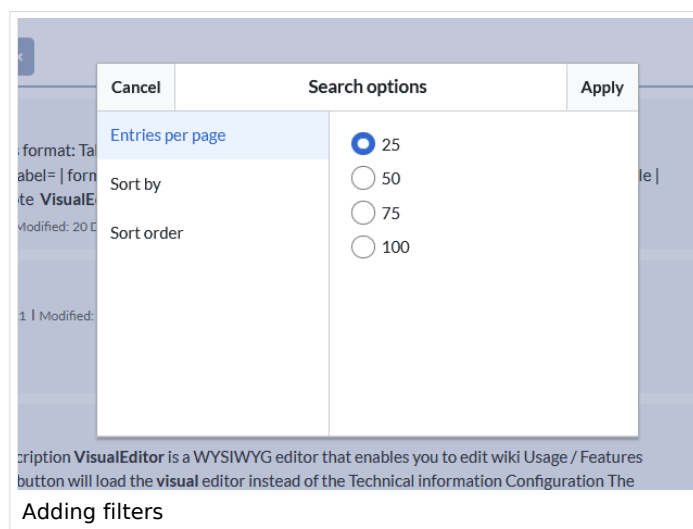 Cancel Search options Apply
format: Ta
Entries per page
25
abel= | form
le |
te VisualE
Sort by
50
Modified: 20 D
75
Sort order
100
1 | Modified:
cription VisualEditor is a WYSIWYG editor that enables you to edit wiki Usage / Features
button will load the visual editor instead of the Technical information Configuration The
Adding filters